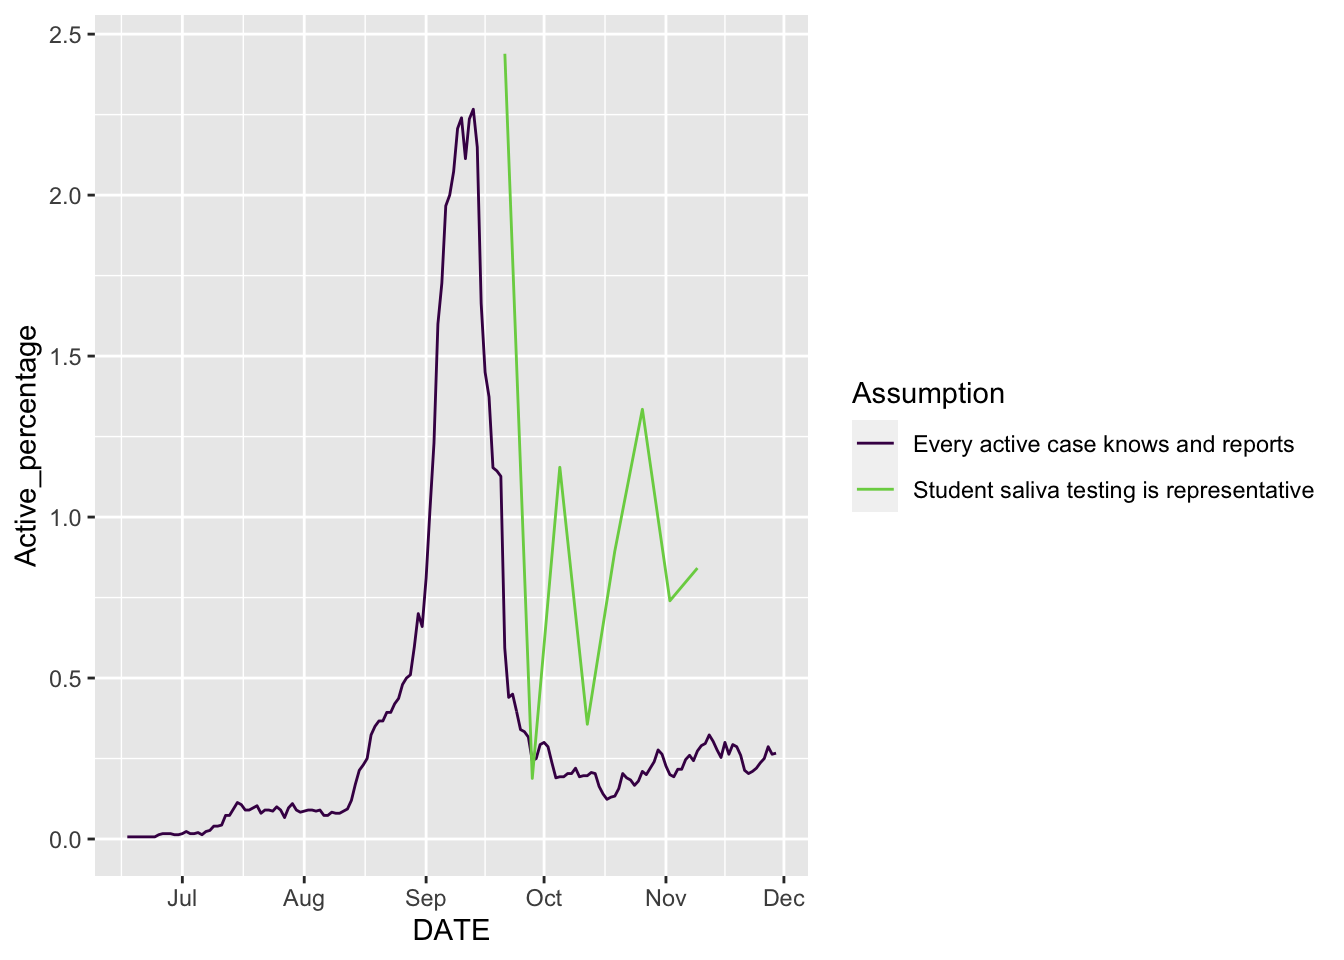 2.5
2.0
1.5
1.0
0.5
0.0
Active_percentage
Jul Aug Sep Oct Nov Dec
DATE
Assumption
Every active case knows and reports
Student saliva testing is representative